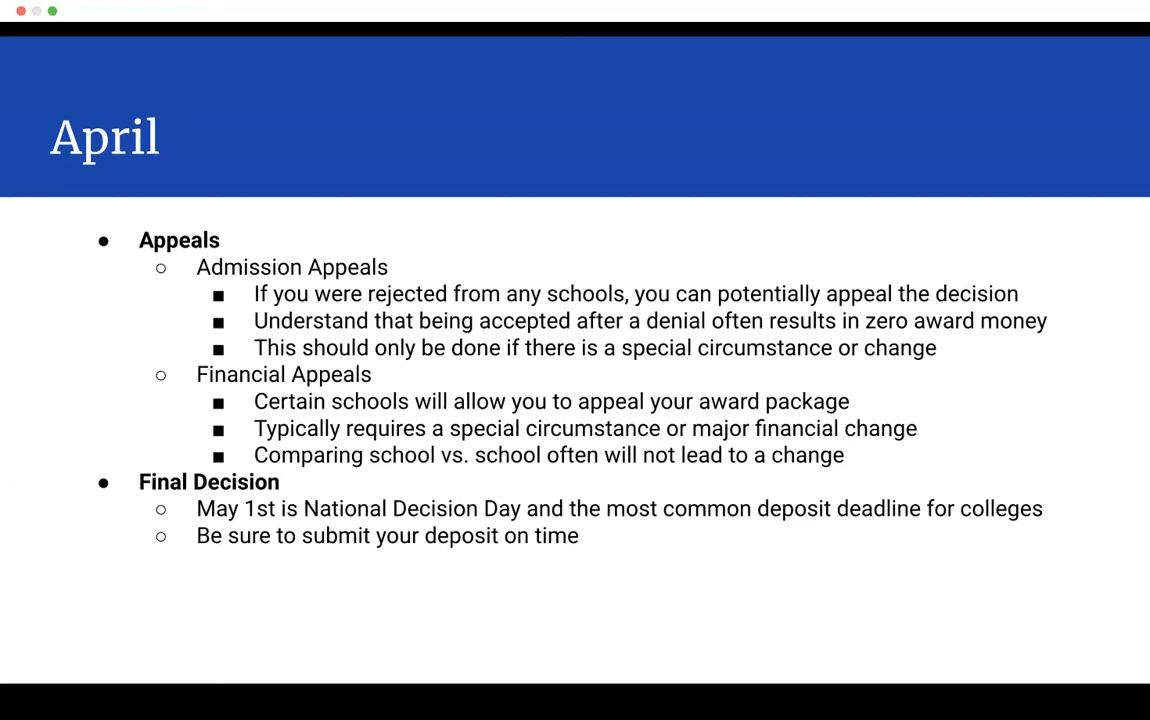 April
● Appeals
○ Admission Appeals
■ If you were rejected from any schools, you can potentially appeal the decision
■ Understand that being accepted after a denial often results in zero award money
■ This should only be done if there is a special circumstance or change
○ Financial Appeals
■ Certain schools will allow you to appeal your award package
■ Typically requires a special circumstance or major financial change
■ Comparing school vs. school often will not lead to a change
● Final Decision
○ May 1st is National Decision Day and the most common deposit deadline for colleges
○ Be sure to submit your deposit on time